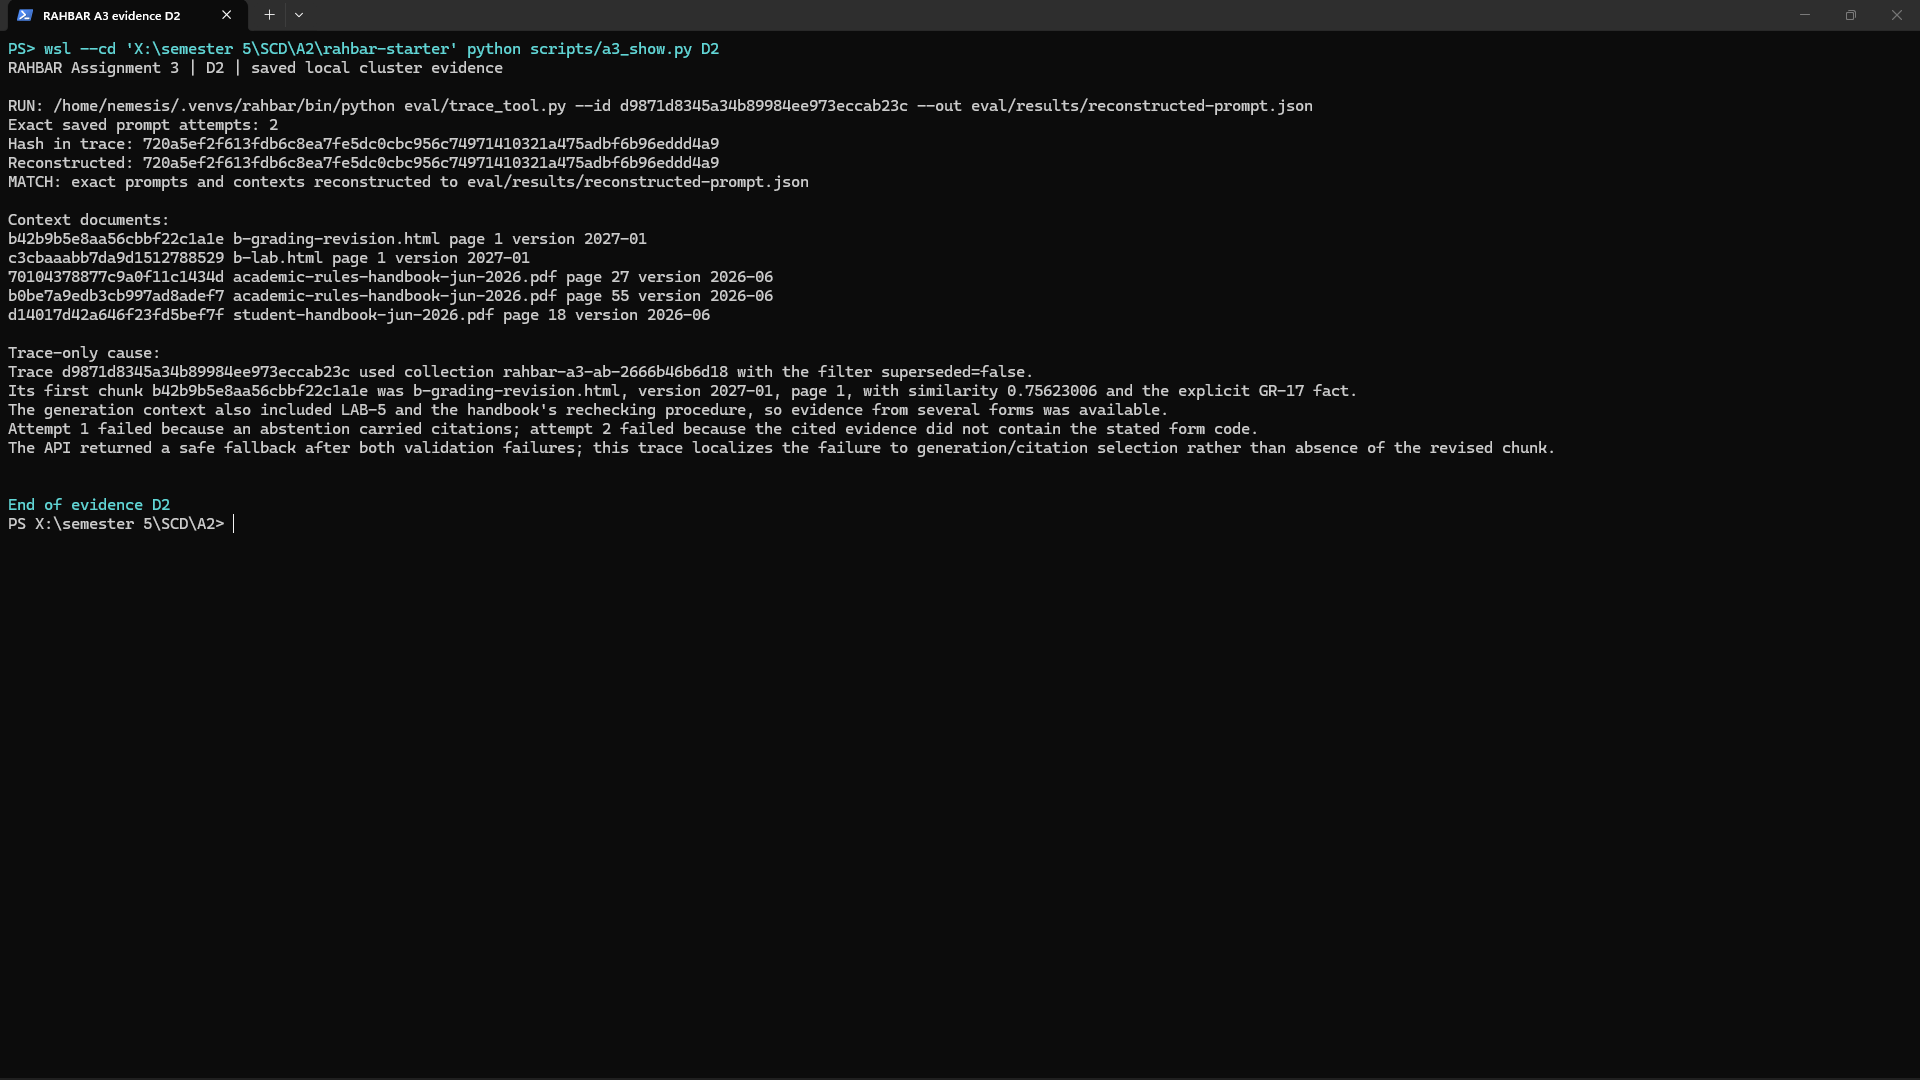 RAHBAR A3 evidence D2
PS> wsl --cd 'X:\semester 5\SCD\A2\rahbar-starter' python scripts/a3_show.py D2
RAHBAR Assignment 3 | D2 | saved local cluster evidence
RUN: /home/nemesis/.venvs/rahbar/bin/python eval/trace_tool.py --id d9871d8345a34b89984ee973eccab23c --out eval/results/reconstructed-prompt.json
Exact saved prompt attempts: 2
Hash in trace: 720a5ef2f613fdb6c8ea7fe5dc0cbc956c74971410321a475adbf6b96eddd4a9
Reconstructed: 720a5ef2f613fdb6c8ea7fe5dc0cbc956c74971410321a475adbf6b96eddd4a9
MATCH: exact prompts and contexts reconstructed to eval/results/reconstructed-prompt.json
Context documents:
b42b9b5e8aa56cbbf22c1a1e b-grading-revision.html page 1 version 2027-01
c3cbaaabb7da9d1512788529 b-lab.html page 1 version 2027-01
70104378877c9a0f11c1434d academic-rules-handbook-jun-2026.pdf page 27 version 2026-06
b0be7a9edb3cb997ad8adef7 academic-rules-handbook-jun-2026.pdf page 55 version 2026-06
d14017d42a646f23fd5bef7f student-handbook-jun-2026.pdf page 18 version 2026-06
Trace-only cause:
Trace d9871d8345a34b89984ee973eccab23c used collection rahbar-a3-ab-2666b46b6d18 with the filter superseded=false.
Its first chunk b42b9b5e8aa56cbbf22c1a1e was b-grading-revision.html, version 2027-01, page 1, with similarity 0.75623006 and the explicit GR-17 fact.
The generation context also included LAB-5 and the handbook's rechecking procedure, so evidence from several forms was available.
Attempt 1 failed because an abstention carried citations; attempt 2 failed because the cited evidence did not contain the stated form code.
The API returned a safe fallback after both validation failures; this trace localizes the failure to generation/citation selection rather than absence of the revised chunk.
End of evidence D2
PS X:\semester 5\SCD\A2>